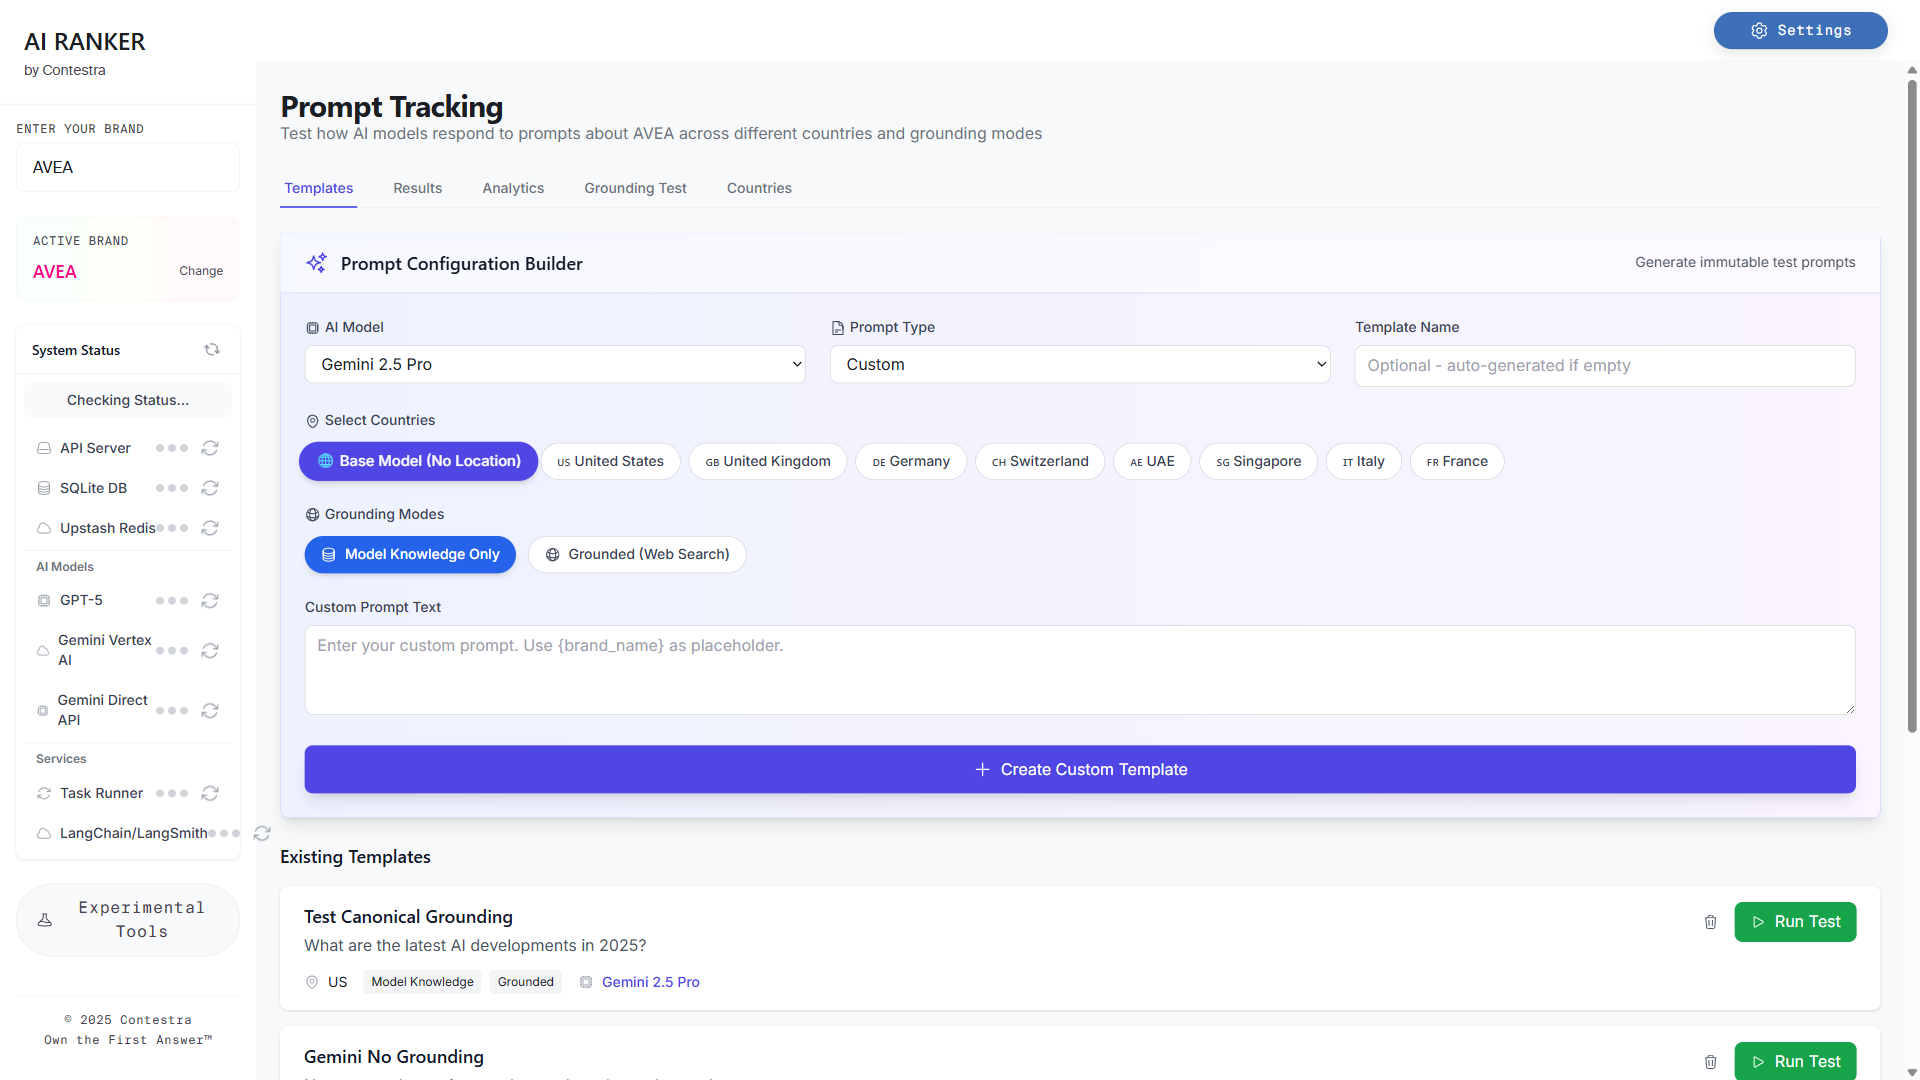 AI RANKER
by Contestra
Settings
ENTER YOUR BRAND
AVEA
ACTIVE BRAND
AVEA
Change
System Status
Checking Status...
API Server
SQLite DB
Upstash Redis
AI Models
GPT-5
Gemini Vertex
AI
Gemini Direct
API
Services
Task Runner
LangChain/LangSmith
Experimental
Tools
© 2025 Contestra
Own the First Answer™
Prompt Tracking
Test how AI models respond to prompts about AVEA across different countries and grounding modes
Templates Results Analytics Grounding Test Countries
Prompt Configuration Builder
Generate immutable test prompts
AI Model Prompt Type Template Name
Gemini 2.5 Pro Custom Optional - auto-generated if empty
Select Countries
Base Model (No Location) US United States GB United Kingdom DE Germany CH Switzerland AE UAE SG Singapore IT Italy FR France
Grounding Modes
Model Knowledge Only Grounded (Web Search)
Custom Prompt Text
Enter your custom prompt. Use {brand_name} as placeholder.
Create Custom Template
Existing Templates
Test Canonical Grounding
Run Test
What are the latest AI developments in 2025?
US Model Knowledge Grounded Gemini 2.5 Pro
Gemini No Grounding
Run Test